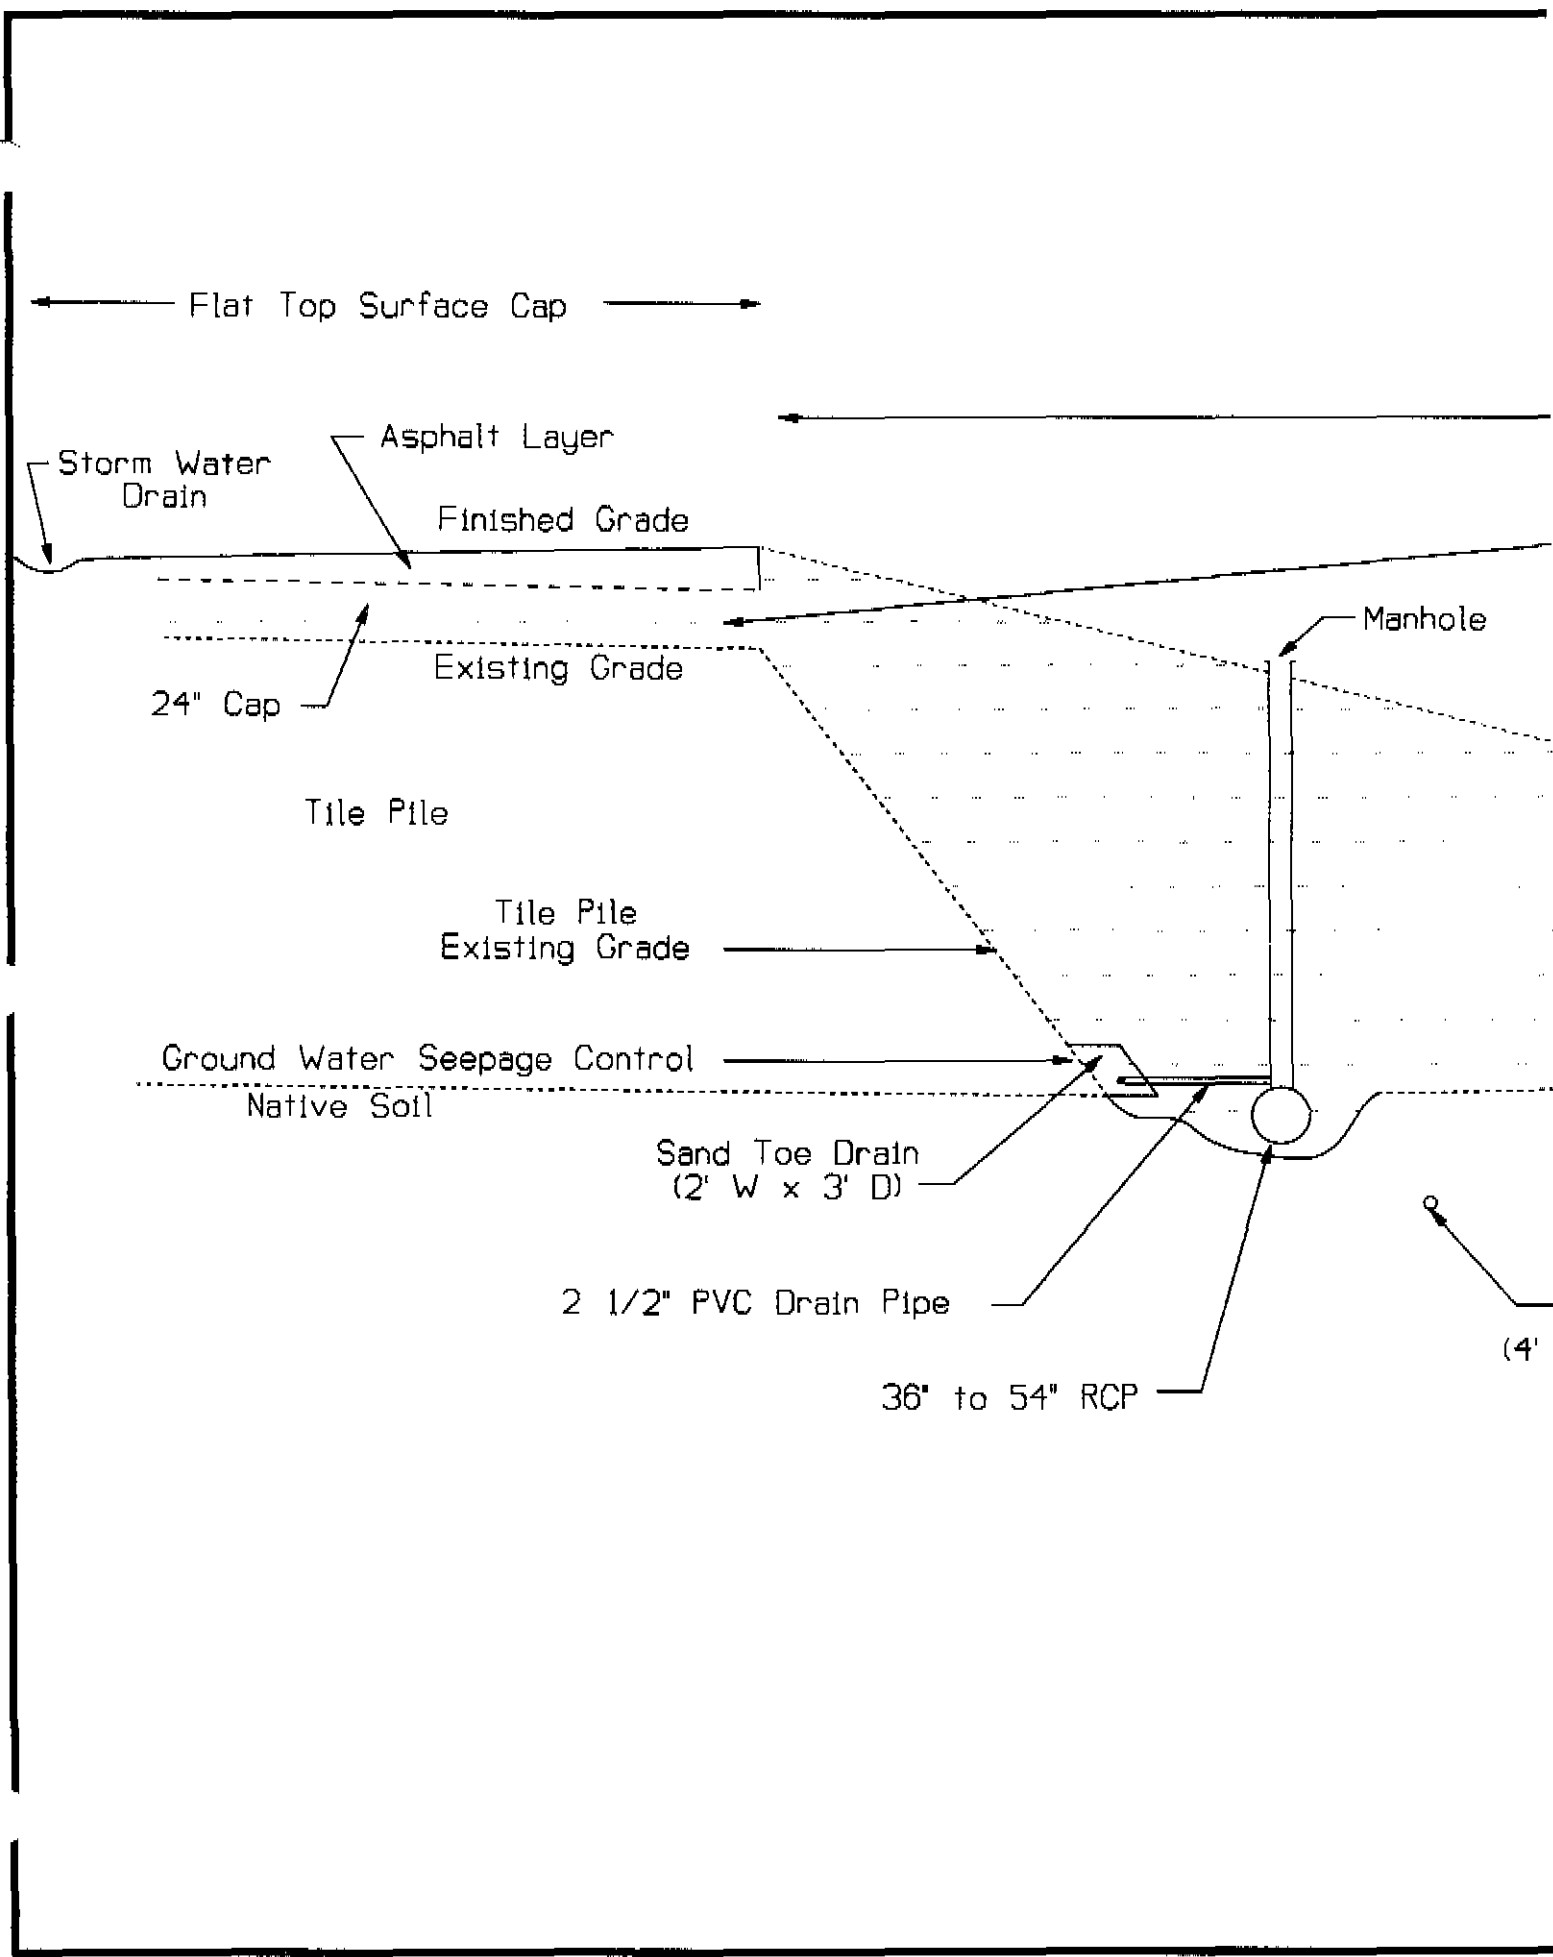 Flat Top Surface Cap
Asphalt Layer
Storm Water
Drain
Finished Grade
Manhole
Existing Grade
24" Cap
Tile Pile
Tile Pile
Existing Grade
Ground Water Seepage Control
Native Soil
Sand Toe Drain
(2' W x 3' D)
2 1/2" PVC Drain Pipe
(4'
36" to 54" RCP